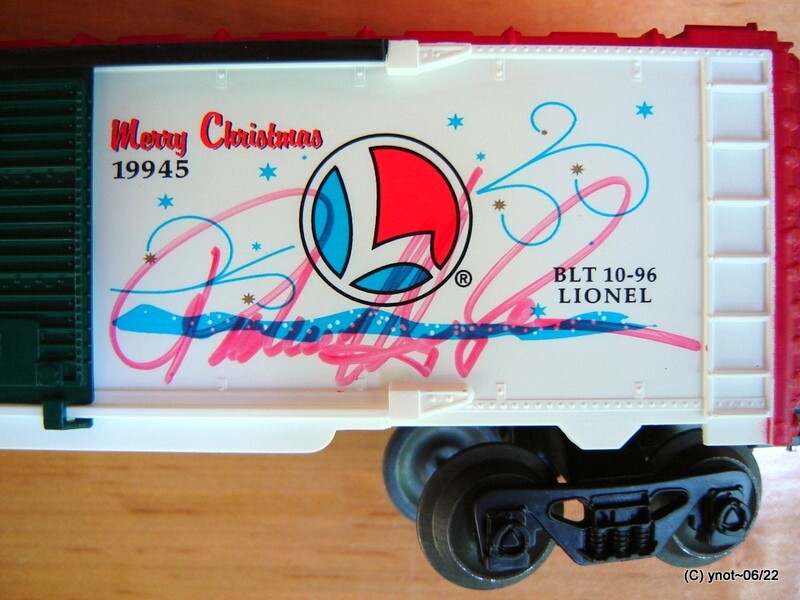 Merry Christmas
19945
®
BLT 10-96
LIONEL
(C) ynot~06/22